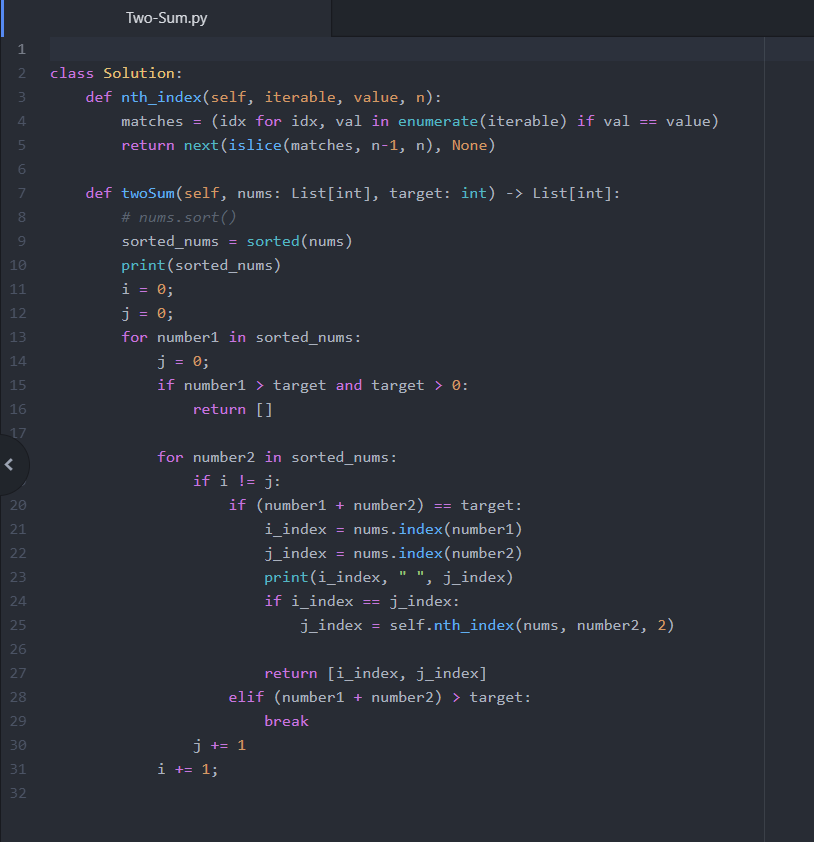 Two-Sum.py
1
2 class Solution:
3     def nth_index(self, iterable, value, n):
4         matches = (idx for idx, val in enumerate(iterable) if val == value)
5         return next(islice(matches, n-1, n), None)
6
7     def twoSum(self, nums: List[int], target: int) -> List[int]:
8         # nums.sort()
9         sorted_nums = sorted(nums)
10         print(sorted_nums)
11         i = 0;
12         j = 0;
13         for number1 in sorted_nums:
14             j = 0;
15             if number1 > target and target > 0:
16                 return []
17
            for number2 in sorted_nums:
                if i != j:
20                     if (number1 + number2) == target:
21                         i_index = nums.index(number1)
22                         j_index = nums.index(number2)
23                         print(i_index, " ", j_index)
24                         if i_index == j_index:
25                             j_index = self.nth_index(nums, number2, 2)
26
27                         return [i_index, j_index]
28                     elif (number1 + number2) > target:
29                         break
30                 j += 1
31             i += 1;
32